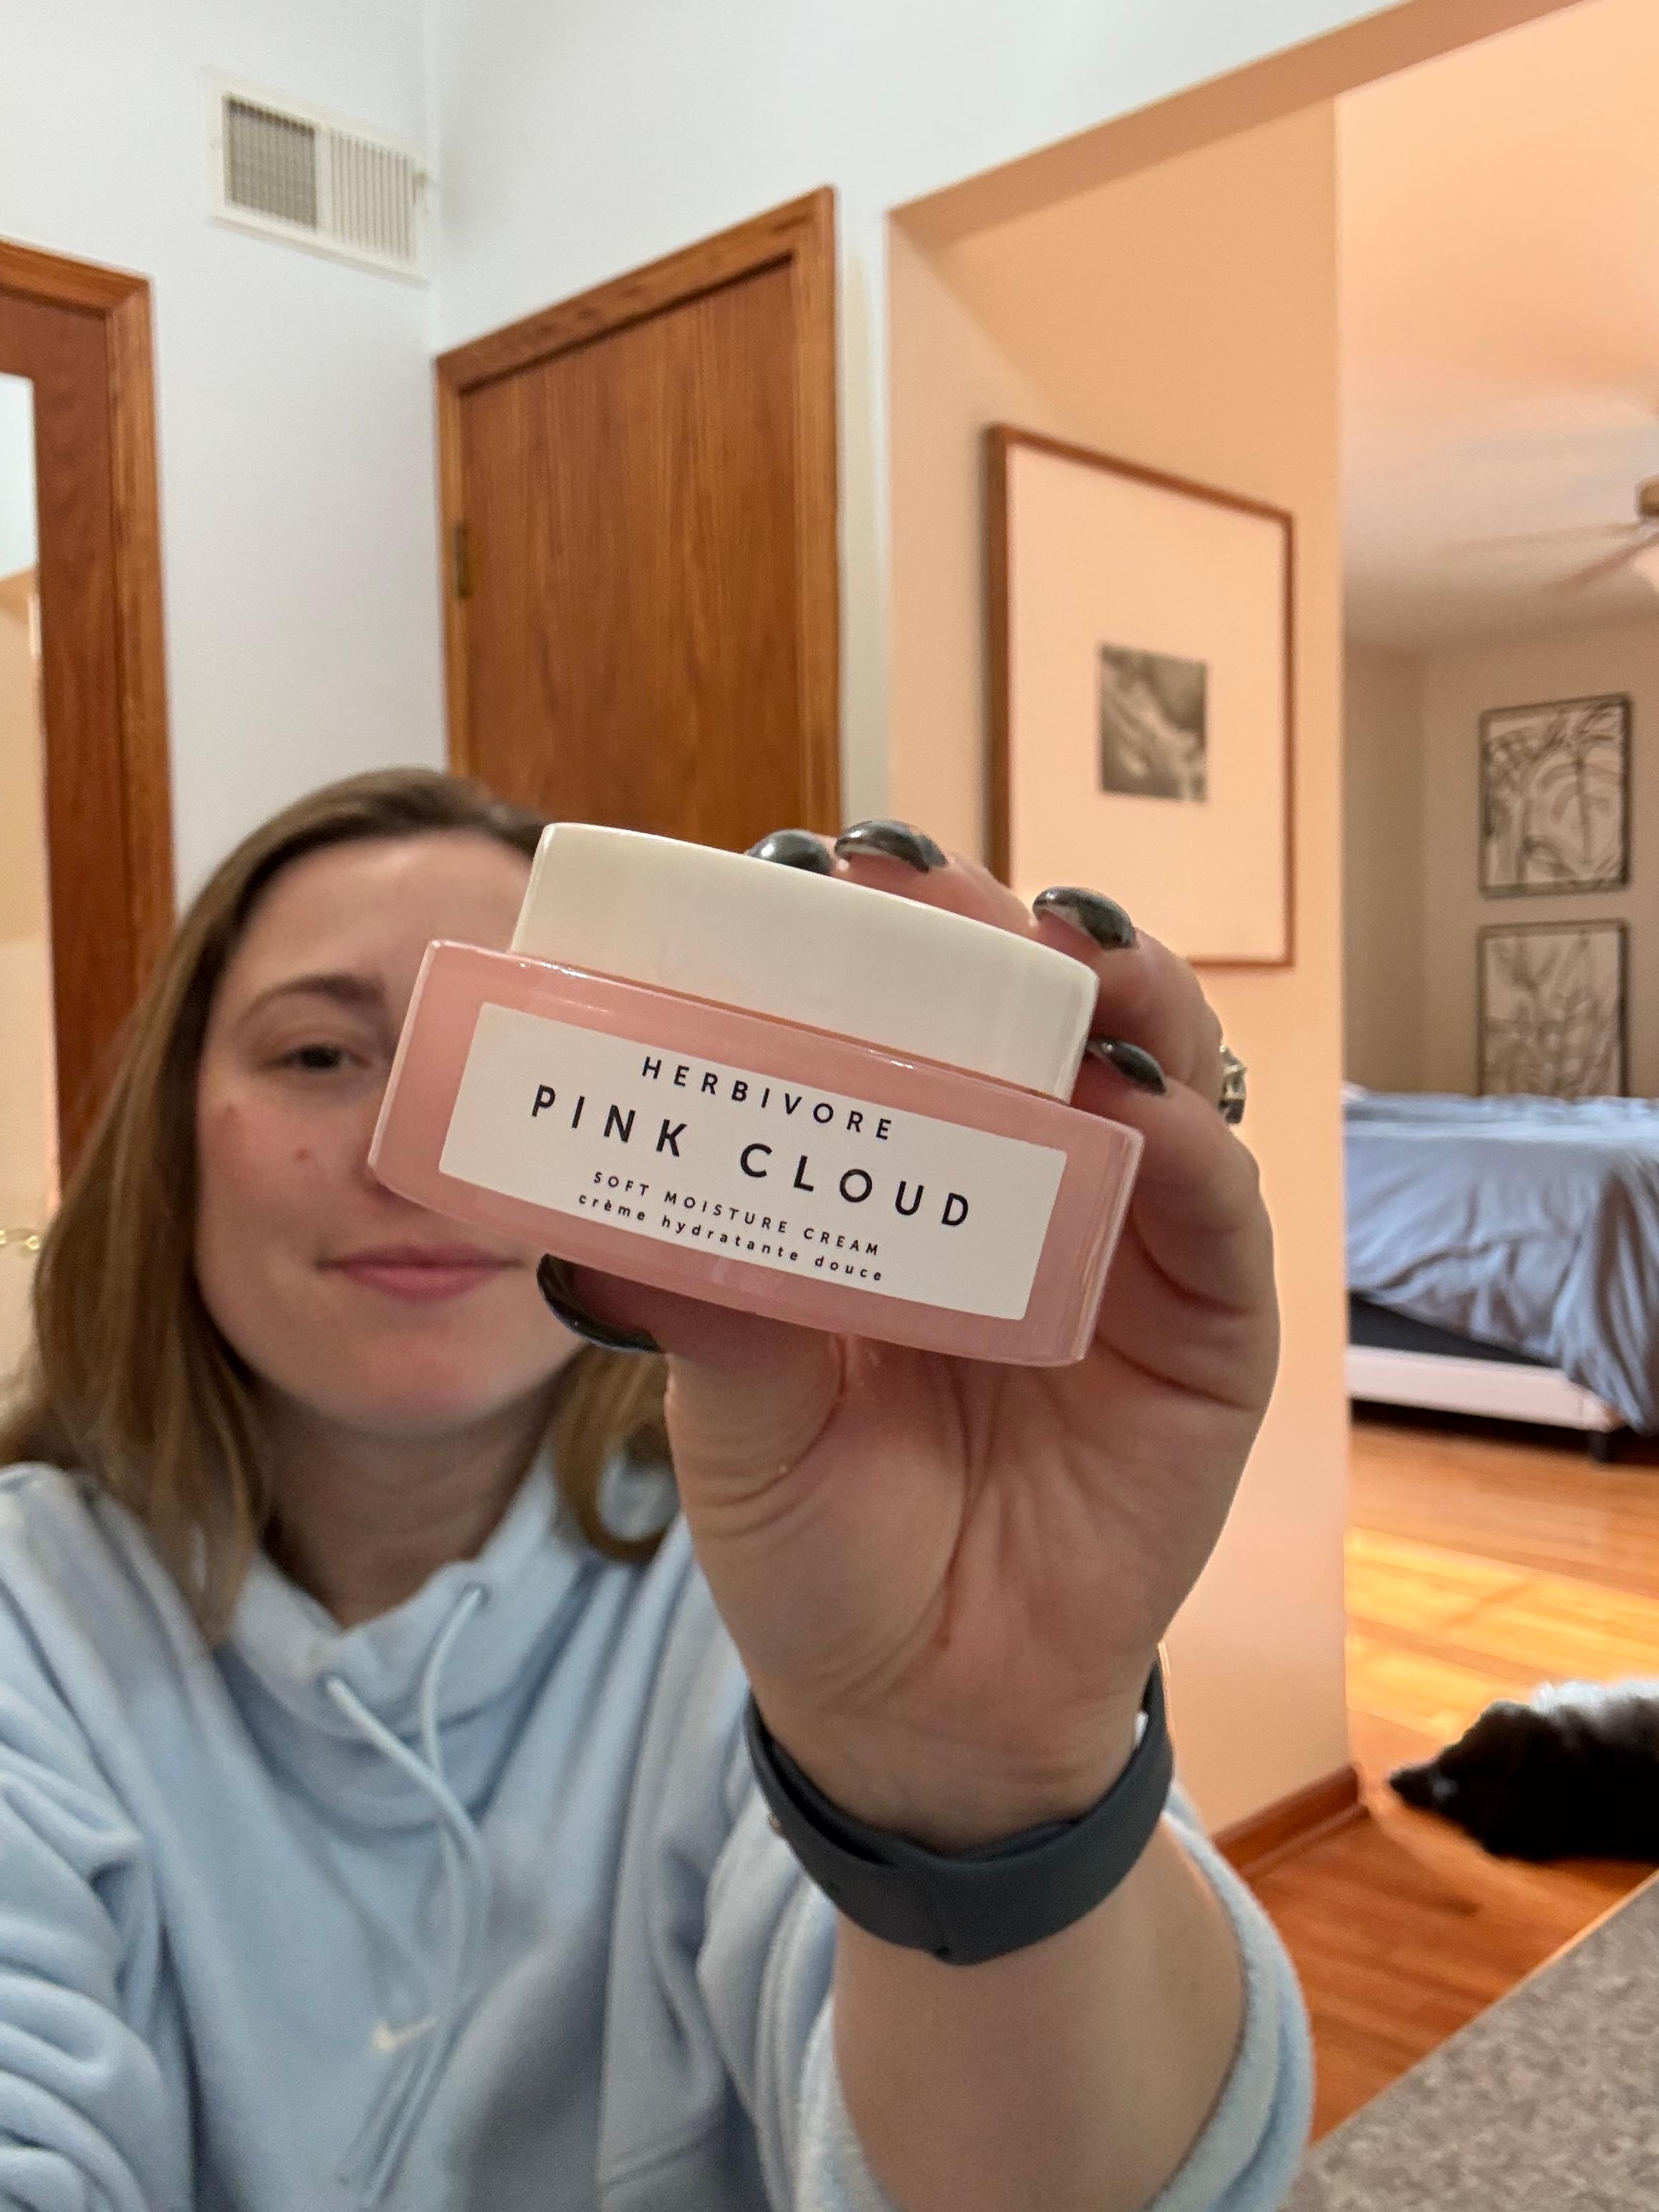 HERBIVORE
PINK CLOUD
SOFT MOISTURE CREAM
crème hydratante douce